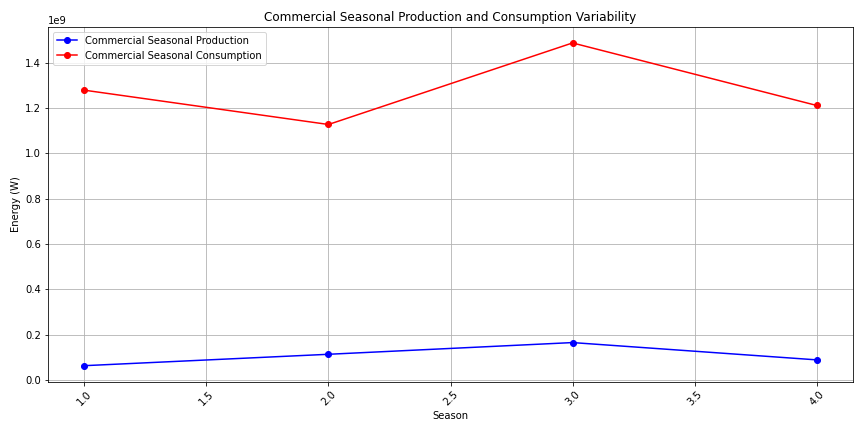 Commercial Seasonal Production and Consumption Variability
1e9
Commercial Seasonal Production
Commercial Seasonal Consumption
1.4
1.2
1.0
0.8
0.6
0.4
0.2
0.0
Energy (W)
1.0
1.5
2.0
2.5
3.0
3.5
4.0
Season